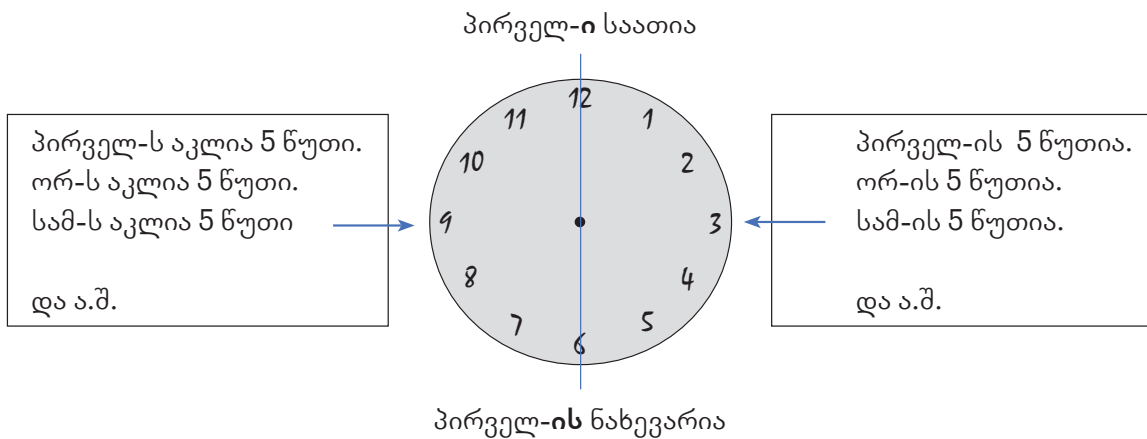 პირველ-ი საათია
პირველ-ს აკლია 5 წუთი.
ორ-ს აკლია 5 წუთი.
სამ-ს აკლია 5 წუთი
და ა.შ.
12
1
2
3
4
5
6
7
8
9
10
11
პირველ-ის 5 წუთია.
ორ-ის 5 წუთია.
სამ-ის 5 წუთია.
და ა.შ.
პირველ-ის ნახევარია